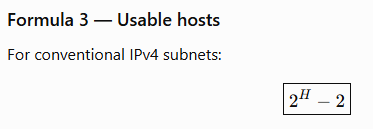 Formula 3 — Usable hosts
For conventional IPv4 subnets:
2^H − 2